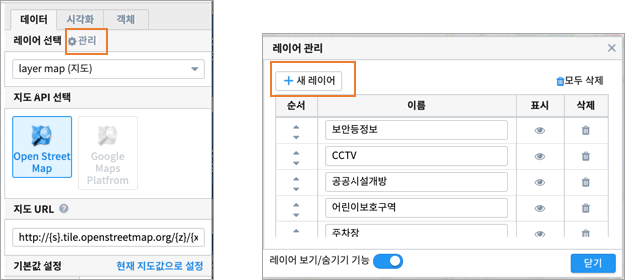 데이터 시각화 객체
레이어 선택 관리
layer map (지도)
지도 API 선택
Open Street
Map
Google
Maps
Platfrom
지도 URL
http://{s}.tile.openstreetmap.org/{z}/{x
기본값 설정 현재 지도값으로 설정
레이어 관리
+ 새 레이어 모두 삭제
순서 이름 표시 삭제
보안등정보
CCTV
공공시설개방
어린이보호구역
주차장
레이어 보기/숨기기 기능 닫기